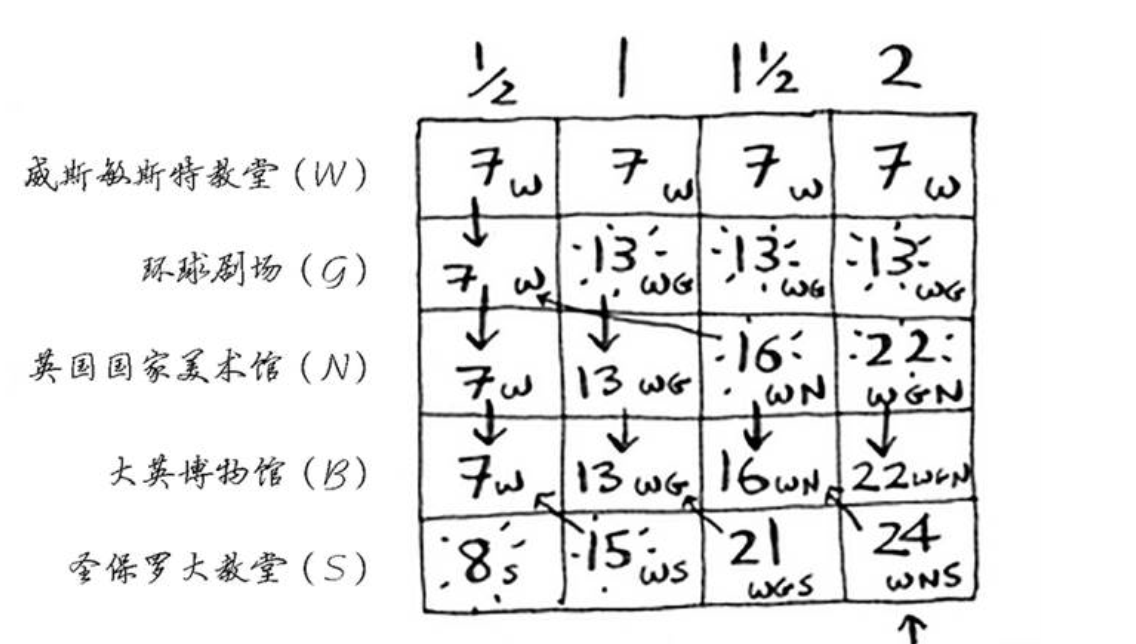 1/2 1 1 1/2 2
威斯敏斯特教堂(W) 7 W 7 W 7 W 7 W
环球剧场(G) 7 W 13 WG 13 WG 13 WG
英国国家美术馆(N) 7 W 13 WG 16 WN 22 WGN
大英博物馆(B) 7 W 13 WG 16 WN 22 WGN
圣保罗大教堂(S) 8 S 15 WS 21 WGS 24 WNS